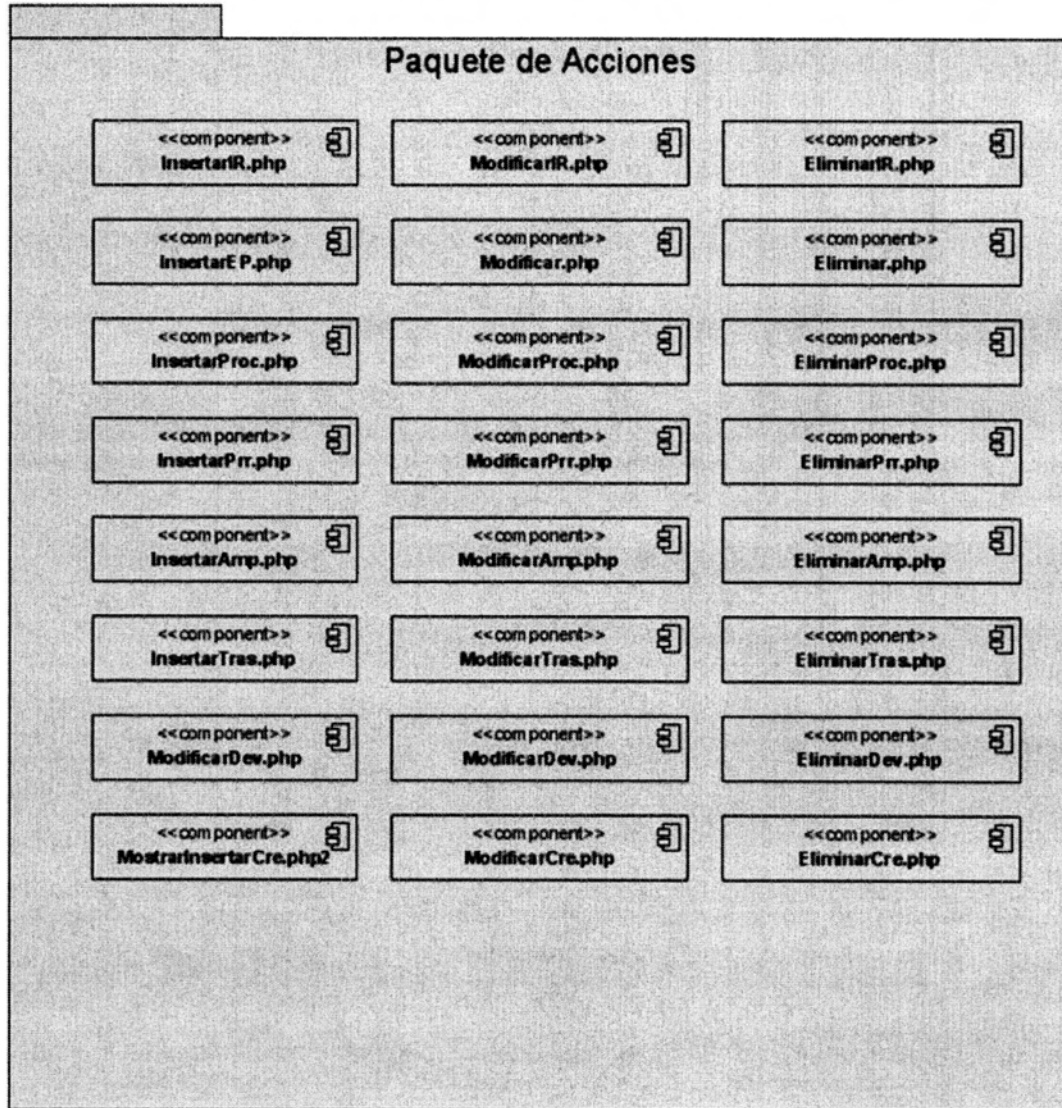 Paquete de Acciones
<<component>> <<component>> <<component>>
InsertarIR.php ModificarIR.php EliminarIR.php
<<component>> <<component>> <<component>>
InsertarEP.php Modificar.php Eliminar.php
<<component>> <<component>> <<component>>
InsertarProc.php ModificarProc.php EliminarProc.php
<<component>> <<component>> <<component>>
InsertarPrr.php ModificarPrr.php EliminarPrr.php
<<component>> <<component>> <<component>>
InsertarAmp.php ModificarAmp.php EliminarAmp.php
<<component>> <<component>> <<component>>
InsertarTras.php ModificarTras.php EliminarTras.php
<<component>> <<component>> <<component>>
ModificarDev.php ModificarDev.php EliminarDev.php
<<component>> <<component>> <<component>>
MostrarInsertarCre.php2 ModificarCre.php EliminarCre.php